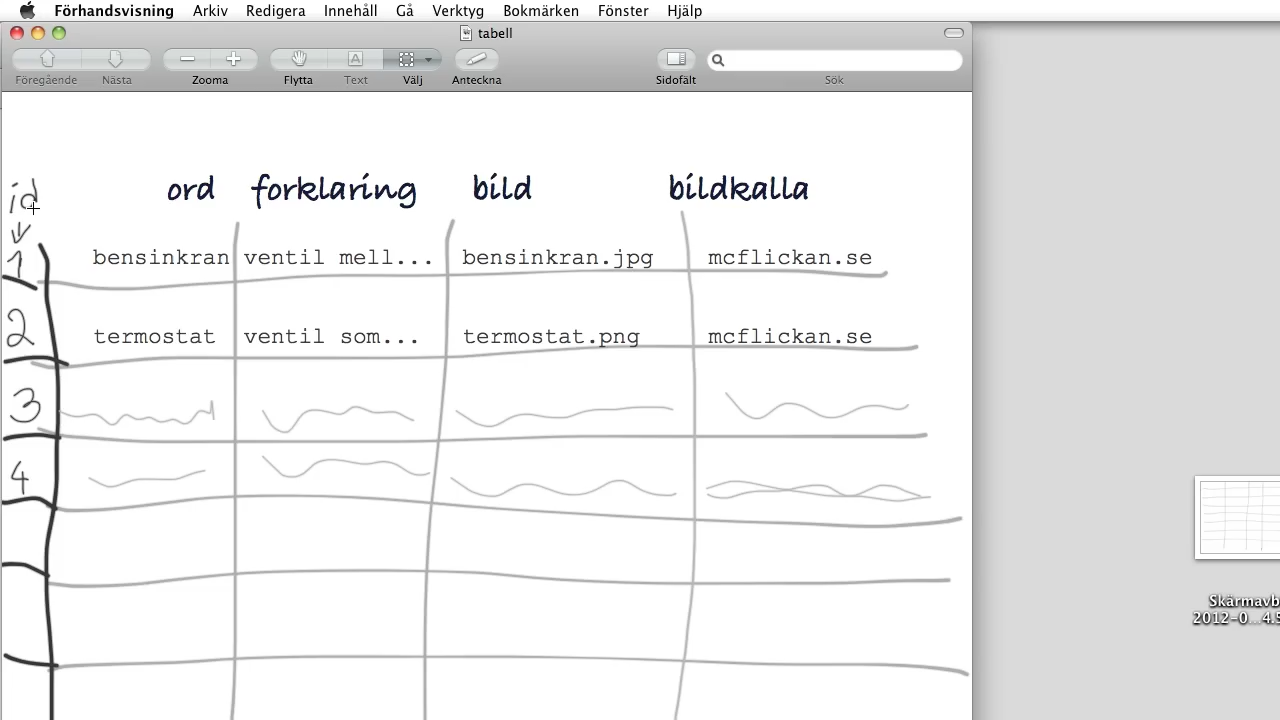 Förhandsvisning Arkiv Redigera Innehåll Gå Verktyg Bokmärken Fönster Hjälp
tabell
Föregående Nästa Zooma Flytta Text Välj Anteckna Sidofält Sök
id ord forklaring bild bildkalla
1 bensinkran ventil mell... bensinkran.jpg mcflickan.se
2 termostat ventil som... termostat.png mcflickan.se
3
4
Skärmavb
2012-0...4.5